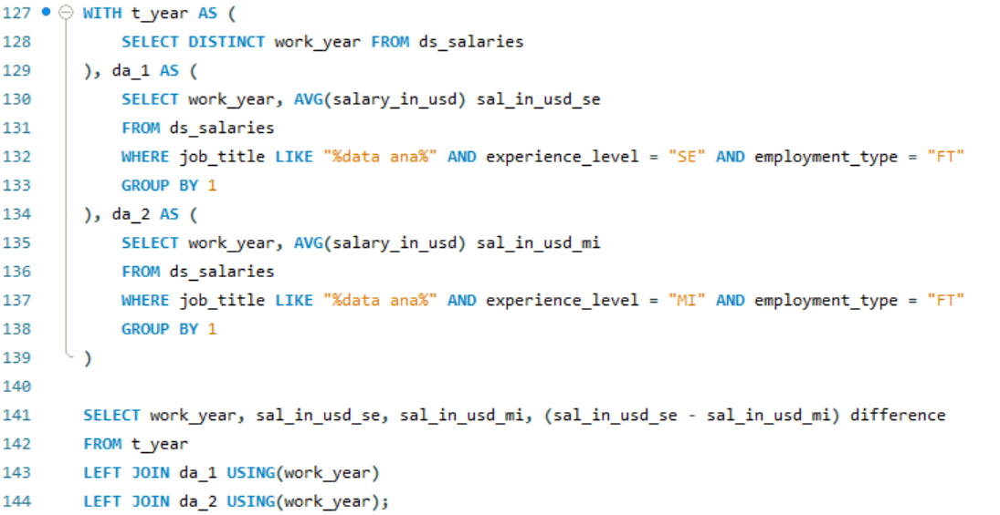 127 WITH t_year AS (
128 SELECT DISTINCT work_year FROM ds_salaries
129 ), da_1 AS (
130 SELECT work_year, AVG(salary_in_usd) sal_in_usd_se
131 FROM ds_salaries
132 WHERE job_title LIKE "%data ana%" AND experience_level = "SE" AND employment_type = "FT"
133 GROUP BY 1
134 ), da_2 AS (
135 SELECT work_year, AVG(salary_in_usd) sal_in_usd_mi
136 FROM ds_salaries
137 WHERE job_title LIKE "%data ana%" AND experience_level = "MI" AND employment_type = "FT"
138 GROUP BY 1
139 )
140
141 SELECT work_year, sal_in_usd_se, sal_in_usd_mi, (sal_in_usd_se - sal_in_usd_mi) difference
142 FROM t_year
143 LEFT JOIN da_1 USING(work_year)
144 LEFT JOIN da_2 USING(work_year);